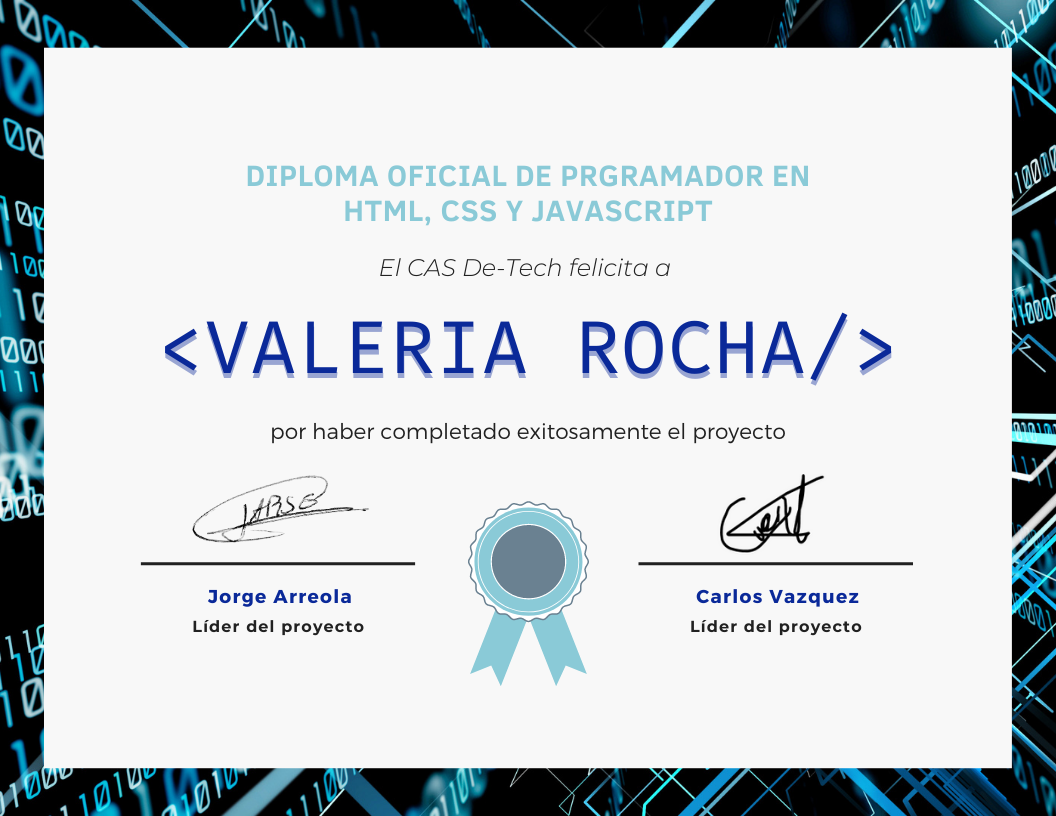 DIPLOMA OFICIAL DE PRGRAMADOR EN
HTML, CSS Y JAVASCRIPT
El CAS De-Tech felicita a
<VALERIA ROCHA/>
por haber completado exitosamente el proyecto
Jorge Arreola
Líder del proyecto
Carlos Vazquez
Líder del proyecto